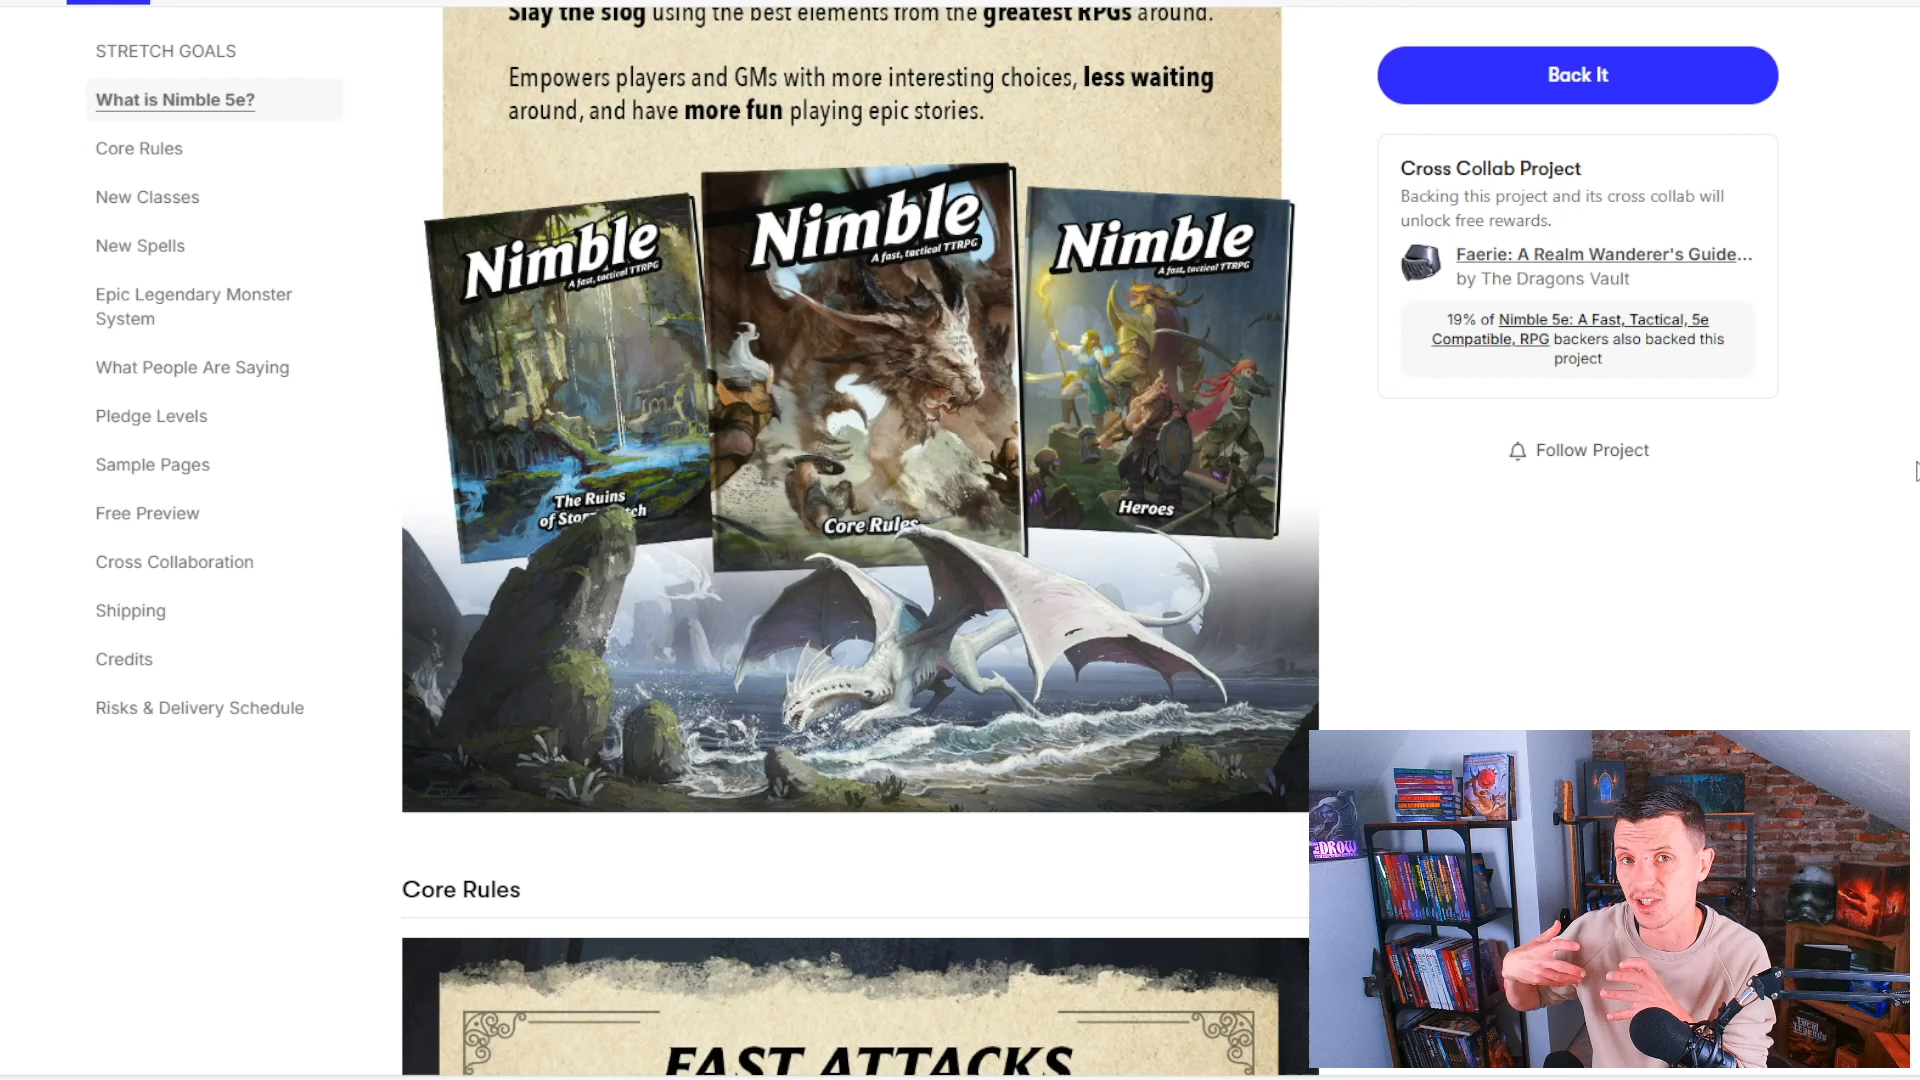 STRETCH GOALS
What is Nimble 5e?
Core Rules
New Classes
New Spells
Epic Legendary Monster
System
What People Are Saying
Pledge Levels
Sample Pages
Free Preview
Cross Collaboration
Shipping
Credits
Risks & Delivery Schedule
Slay the slog using the best elements from the greatest RPGs around.
Empowers players and GMs with more interesting choices, less waiting
around, and have more fun playing epic stories.
Nimble
A fast, tactical TTRPG
The Ruins
of
Nimble
A fast, tactical TTRPG
Core Rules
Nimble
A fast, tactical TTRPG
Heroes
Core Rules
FAST ATTACKS
Back It
Cross Collab Project
Backing this project and its cross collab will
unlock free rewards.
Faerie: A Realm Wanderer's Guide...
by The Dragons Vault
19% of Nimble 5e: A Fast, Tactical, 5e
Compatible, RPG backers also backed this
project
Follow Project
DROW